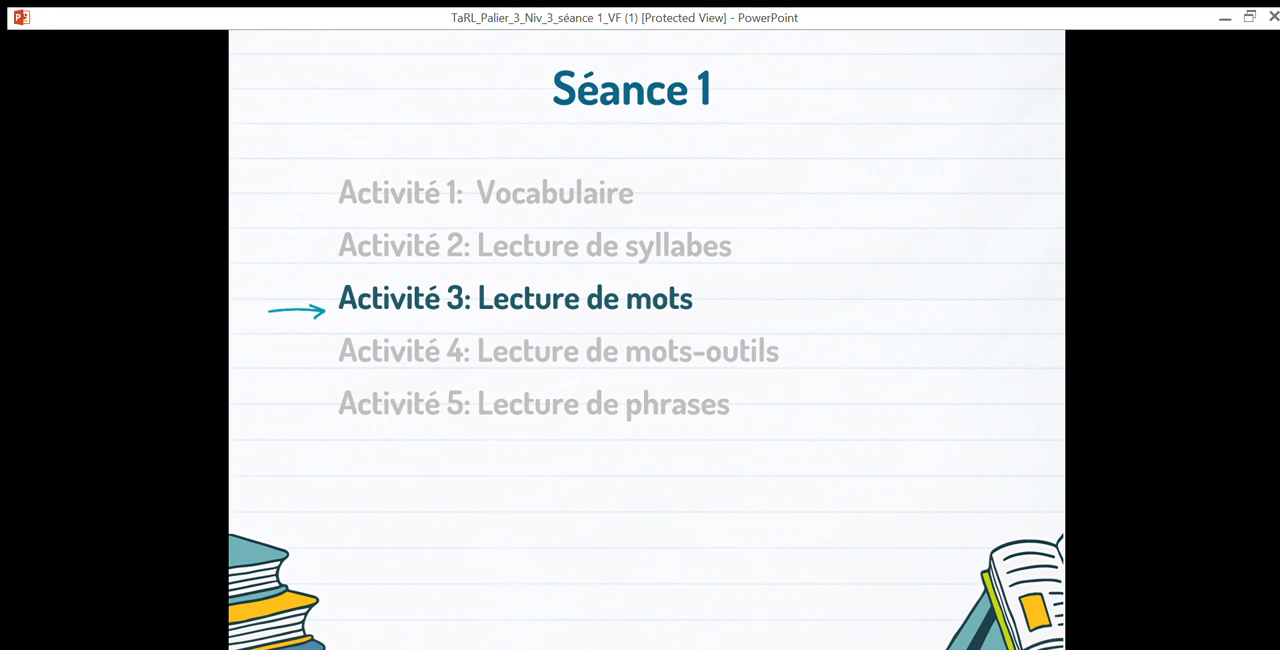 TaRL_Palier_3_Niv_3_séance 1_VF (1) [Protected View] - PowerPoint
Séance 1
Activité 1: Vocabulaire
Activité 2: Lecture de syllabes
Activité 3: Lecture de mots
Activité 4: Lecture de mots-outils
Activité 5: Lecture de phrases